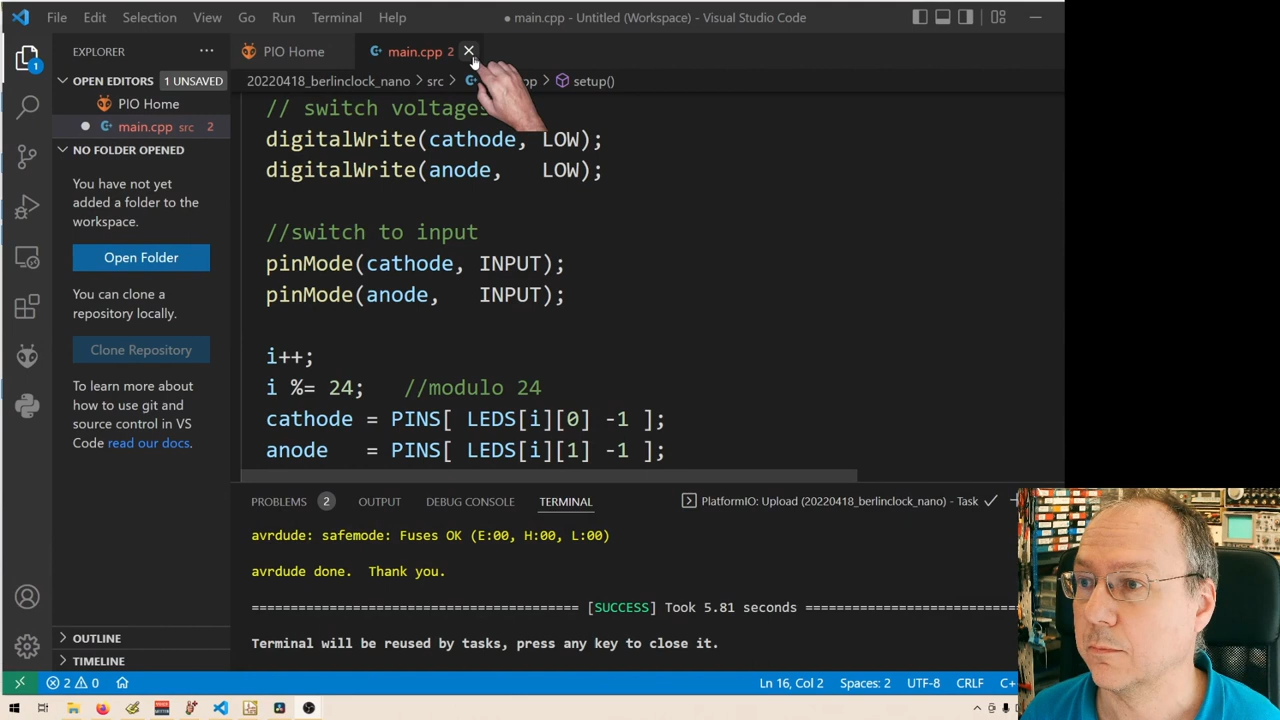 File Edit Selection View Go Run Terminal Help ● main.cpp - Untitled (Workspace) - Visual Studio Code
EXPLORER ···
PIO Home main.cpp 2
OPEN EDITORS 1 UNSAVED
20220418_berlinclock_nano > src > setup()
PIO Home
main.cpp src 2
NO FOLDER OPENED
You have not yet
added a folder to the
workspace.
Open Folder
You can clone a
repository locally.
Clone Repository
To learn more about
how to use git and
source control in VS
Code read our docs.
OUTLINE
TIMELINE
1
// switch voltages
digitalWrite(cathode, LOW);
digitalWrite(anode,   LOW);
//switch to input
pinMode(cathode, INPUT);
pinMode(anode,   INPUT);
i++;
i %= 24;   //modulo 24
cathode = PINS[ LEDS[i][0] -1 ];
anode   = PINS[ LEDS[i][1] -1 ];
PROBLEMS 2 OUTPUT DEBUG CONSOLE TERMINAL PlatformIO: Upload (20220418_berlinclock_nano) - Task ✓
avrdude: safemode: Fuses OK (E:00, H:00, L:00)
avrdude done.  Thank you.
========================================= [SUCCESS] Took 5.81 seconds =========================
Terminal will be reused by tasks, press any key to close it.
2 0 Ln 16, Col 2 Spaces: 2 UTF-8 CRLF